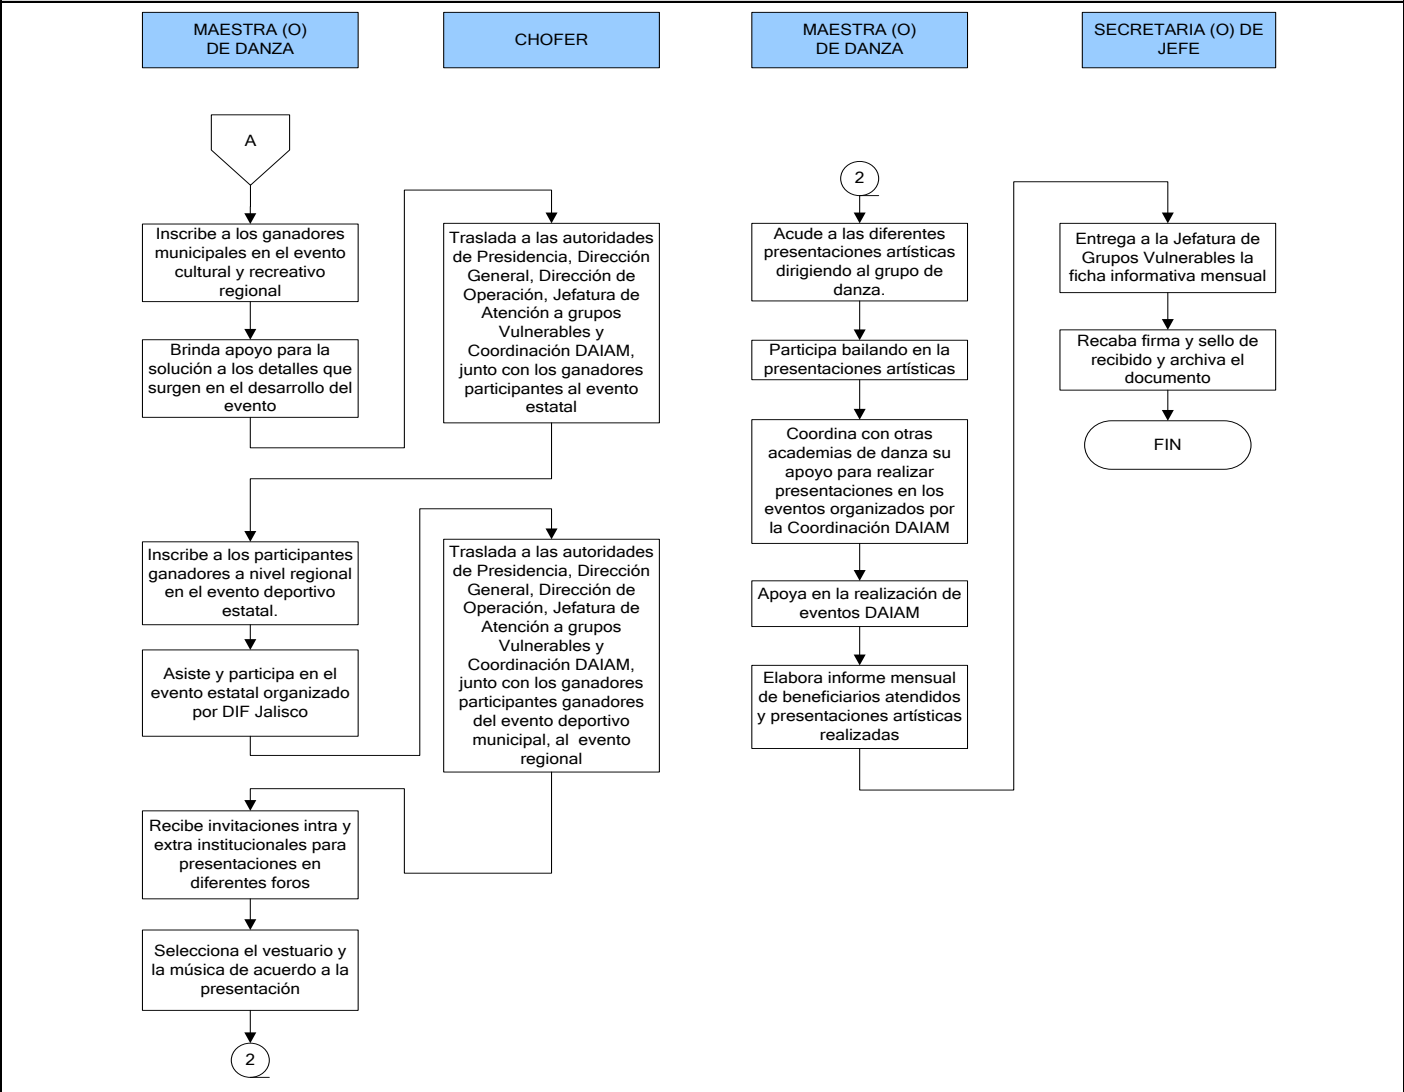 MAESTRA (O)
DE DANZA
CHOFER
MAESTRA (O)
DE DANZA
SECRETARIA (O) DE
JEFE
A
Inscribe a los ganadores
municipales en el evento
cultural y recreativo
regional
Brinda apoyo para la
solución a los detalles que
surgen en el desarrollo del
evento
Traslada a las autoridades
de Presidencia, Dirección
General, Dirección de
Operación, Jefatura de
Atención a grupos
Vulnerables y
Coordinación DAIAM,
junto con los ganadores
participantes al evento
estatal
Inscribe a los participantes
ganadores a nivel regional
en el evento deportivo
estatal.
Asiste y participa en el
evento estatal organizado
por DIF Jalisco
Traslada a las autoridades
de Presidencia, Dirección
General, Dirección de
Operación, Jefatura de
Atención a grupos
Vulnerables y
Coordinación DAIAM,
junto con los ganadores
participantes ganadores
del evento deportivo
municipal, al  evento
regional
Recibe invitaciones intra y
extra institucionales para
presentaciones en
diferentes foros
Selecciona el vestuario y
la música de acuerdo a la
presentación
2
2
Acude a las diferentes
presentaciones artísticas
dirigiendo al grupo de
danza.
Participa bailando en la
presentaciones artísticas
Coordina con otras
academias de danza su
apoyo para realizar
presentaciones en los
eventos organizados por
la Coordinación DAIAM
Apoya en la realización de
eventos DAIAM
Elabora informe mensual
de beneficiarios atendidos
y presentaciones artísticas
realizadas
Entrega a la Jefatura de
Grupos Vulnerables la
ficha informativa mensual
Recaba firma y sello de
recibido y archiva el
documento
FIN